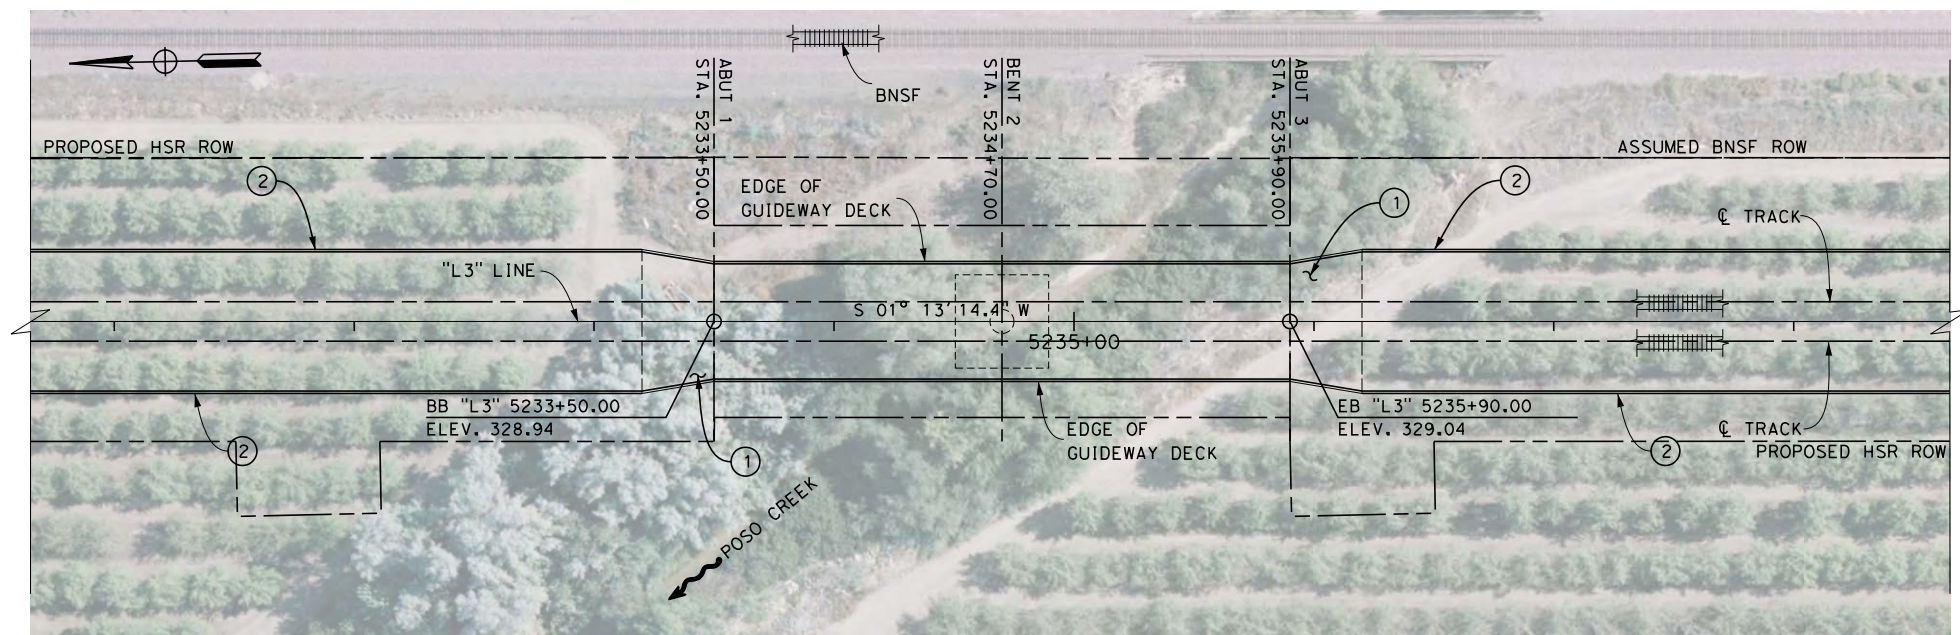 BNSF
ABUT 1
STA. 5233+50.00
BENT 2
STA. 5234+70.00
ABUT 3
STA. 5235+90.00
PROPOSED HSR ROW
ASSUMED BNSF ROW
2
EDGE OF
GUIDEWAY DECK
1
2
℄ TRACK
"L3" LINE
S 01° 13' 14.4" W
5235+00
BB "L3" 5233+50.00
ELEV. 328.94
EB "L3" 5235+90.00
ELEV. 329.04
2
1
EDGE OF
GUIDEWAY DECK
2
℄ TRACK
PROPOSED HSR ROW
POSO CREEK